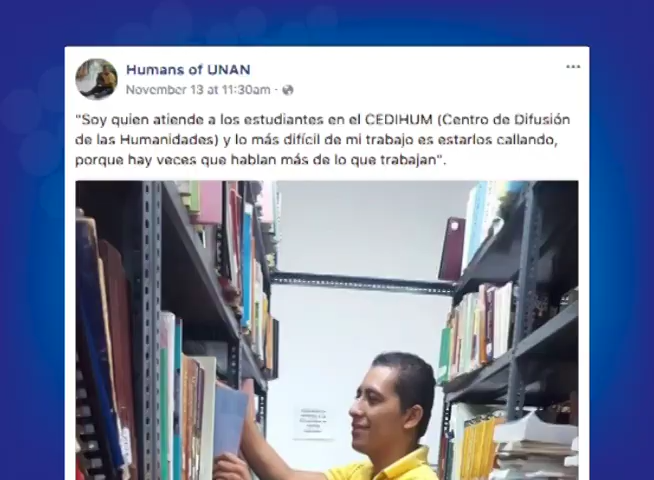 Humans of UNAN
November 13 at 11:30am ·
"Soy quien atiende a los estudiantes en el CEDIHUM (Centro de Difusión
de las Humanidades) y lo más difícil de mi trabajo es estarlos callando,
porque hay veces que hablan más de lo que trabajan".